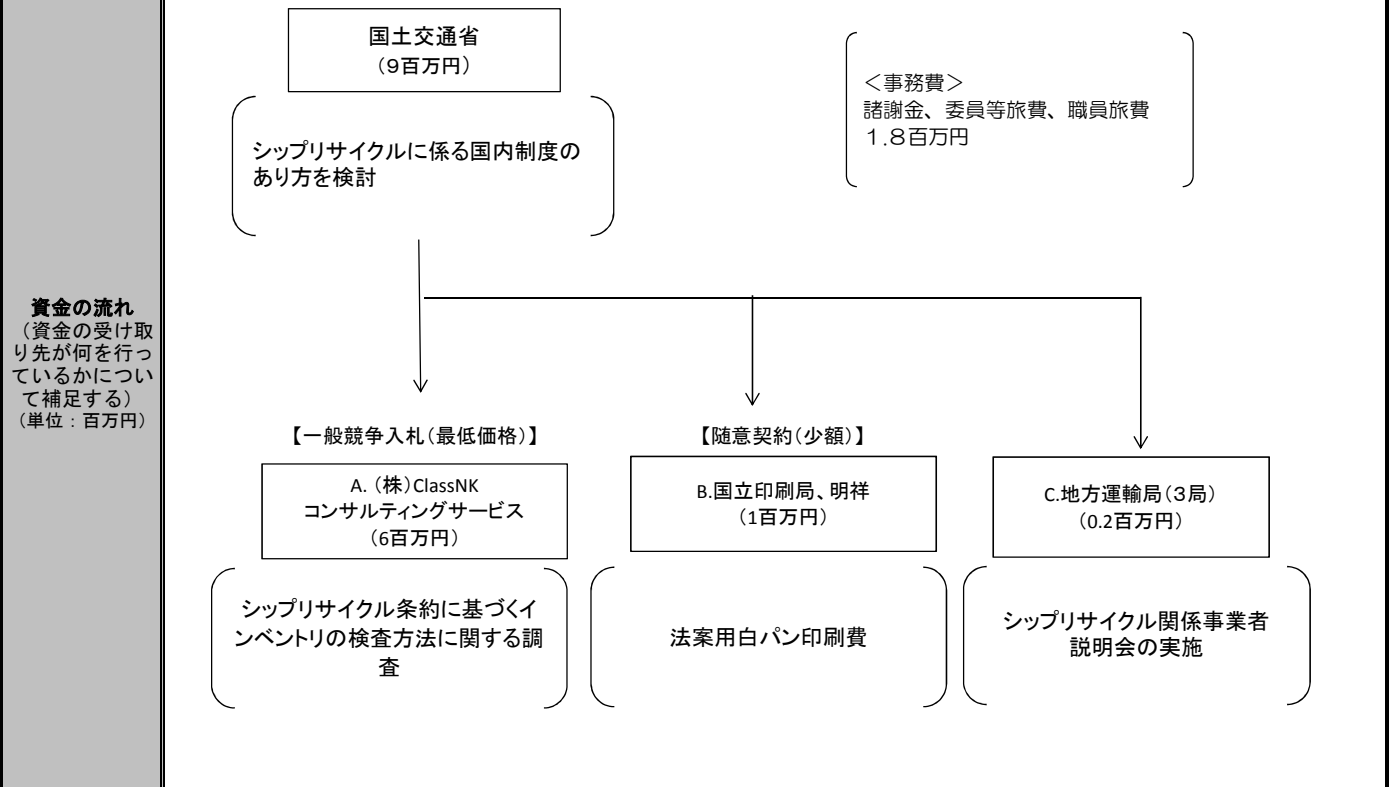 資金の流れ
（資金の受け取
り先が何を行っ
ているかについ
て補足する）
（単位：百万円）
国土交通省
（９百万円）
シップリサイクルに係る国内制度の
あり方を検討
＜事務費＞
諸謝金、委員等旅費、職員旅費
１.８百万円
【一般競争入札（最低価格）】
A. （株）ClassNK
コンサルティングサービス
（6百万円）
シップリサイクル条約に基づくイ
ンベントリの検査方法に関する調
査
【随意契約（少額）】
B.国立印刷局、明祥
（1百万円）
法案用白パン印刷費
C.地方運輸局（３局）
（0.2百万円）
シップリサイクル関係事業者
説明会の実施